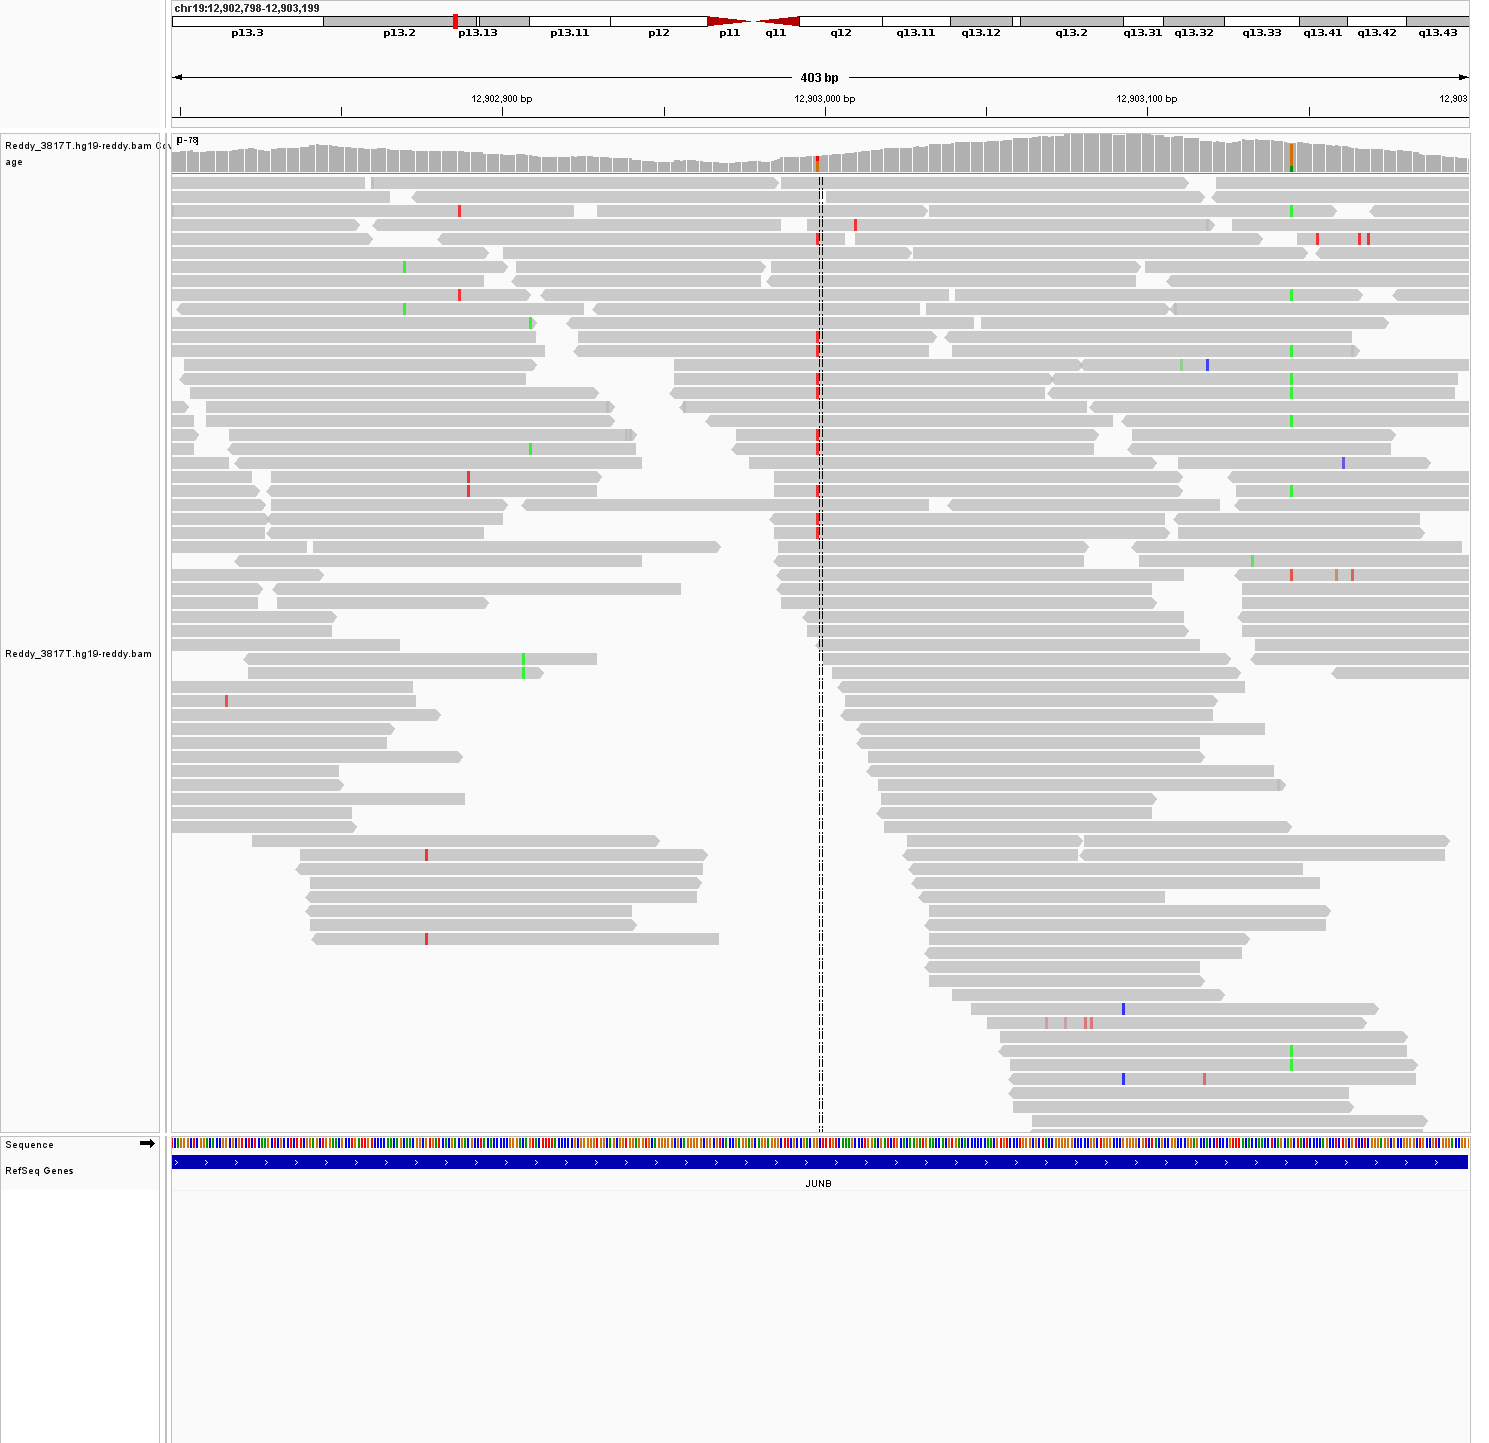 chr19:12,902,798-12,903,199
p13.3 p13.2 p13.13 p13.11 p12 p11 q11 q12 q13.11 q13.12 q13.2 q13.31 q13.32 q13.33 q13.41 q13.42 q13.43
403 bp
12,902,900 bp 12,903,000 bp 12,903,100 bp 12,903
[0-78]
Reddy_3817T.hg19-reddy.bam Cov
age
Reddy_3817T.hg19-reddy.bam
Sequence
RefSeq Genes
JUNB